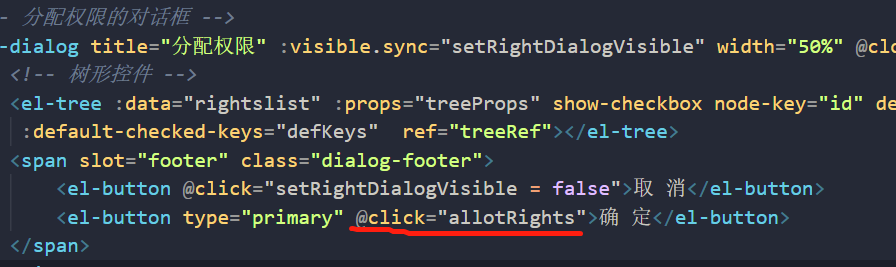 - 分配权限的对话框 -->
-dialog title="分配权限" :visible.sync="setRightDialogVisible" width="50%" @clo
<!-- 树形控件 -->
<el-tree :data="rightslist" :props="treeProps" show-checkbox node-key="id" de
:default-checked-keys="defKeys"  ref="treeRef"></el-tree>
<span slot="footer" class="dialog-footer">
<el-button @click="setRightDialogVisible = false">取 消</el-button>
<el-button type="primary" @click="allotRights">确 定</el-button>
</span>